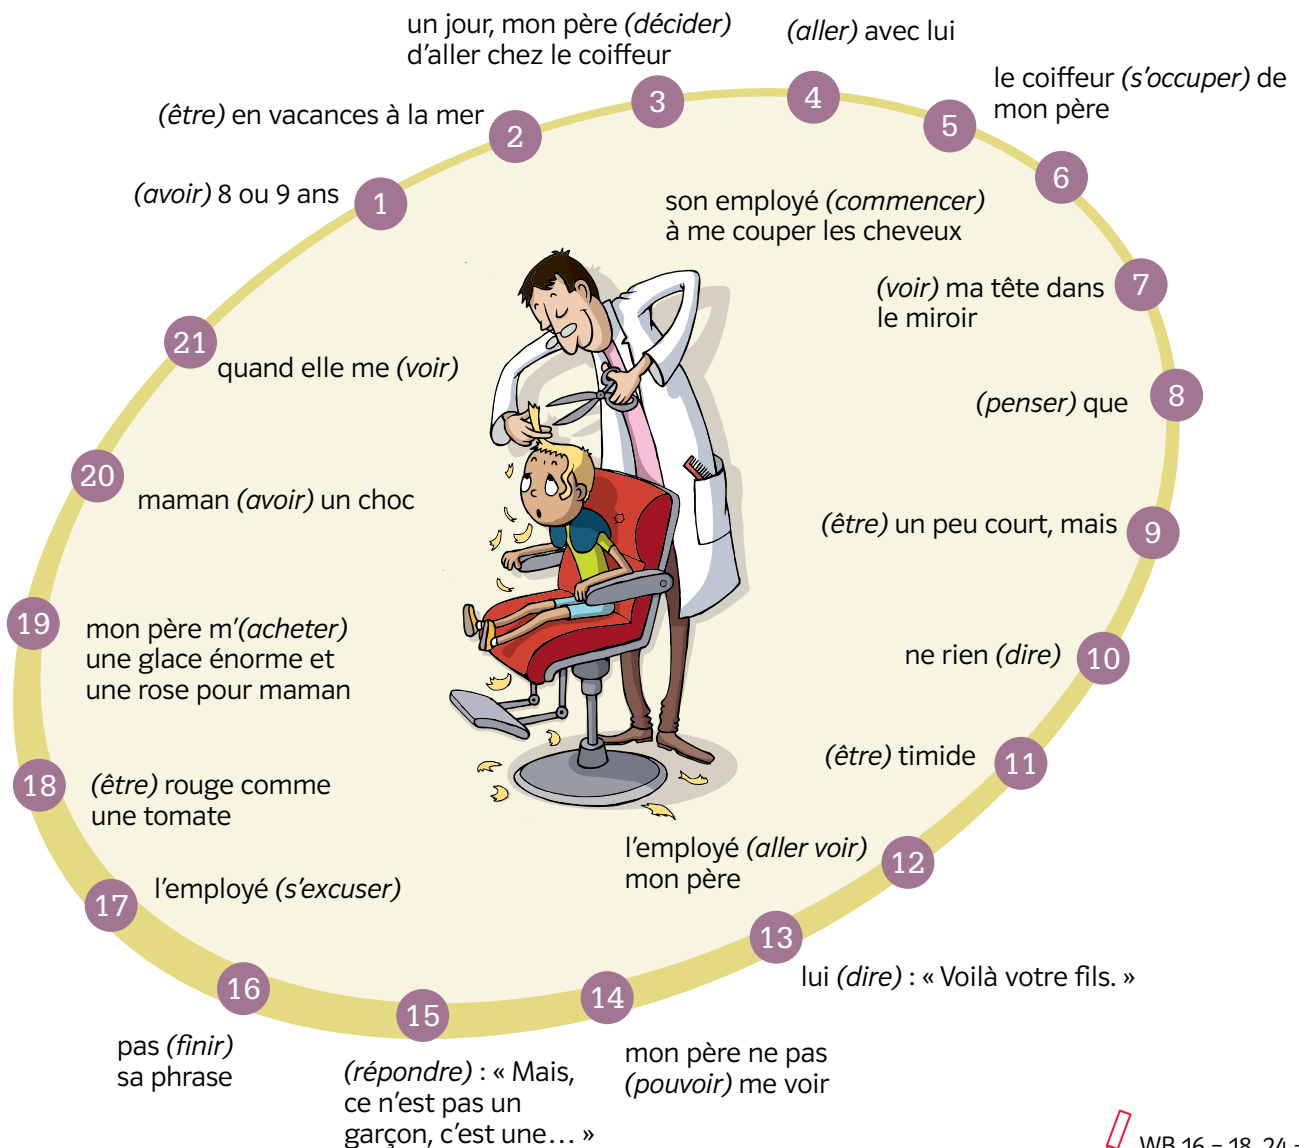 1
(avoir) 8 ou 9 ans
2
(être) en vacances à la mer
3
un jour, mon père (décider)
d'aller chez le coiffeur
4
(aller) avec lui
5
le coiffeur (s'occuper) de
mon père
6
son employé (commencer)
à me couper les cheveux
7
(voir) ma tête dans
le miroir
8
(penser) que
9
(être) un peu court, mais
10
ne rien (dire)
11
(être) timide
12
l'employé (aller voir)
mon père
13
lui (dire) : « Voilà votre fils. »
14
mon père ne pas
(pouvoir) me voir
15
(répondre) : « Mais,
ce n'est pas un
garçon, c'est une… »
16
pas (finir)
sa phrase
17
l'employé (s'excuser)
18
(être) rouge comme
une tomate
19
mon père m'(acheter)
une glace énorme et
une rose pour maman
20
maman (avoir) un choc
21
quand elle me (voir)
WB 16 – 18, 24